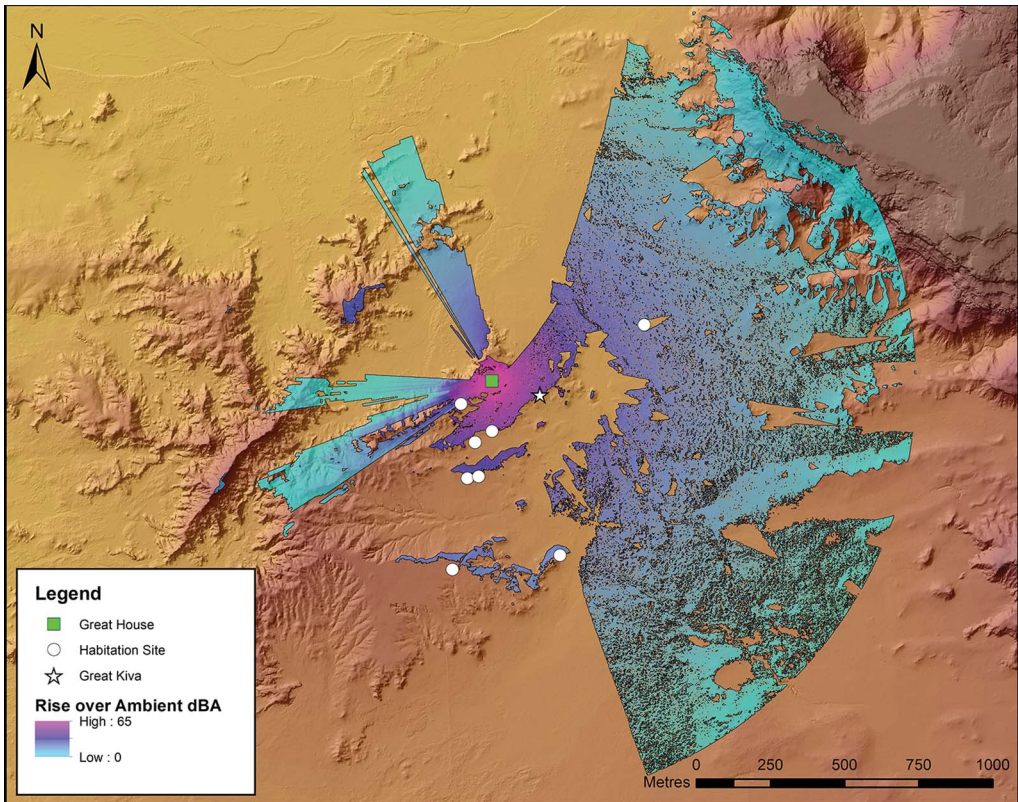 N
Legend
Great House
Habitation Site
Great Kiva
Rise over Ambient dBA
High : 65
Low : 0
0 250 500 750 1000
Metres